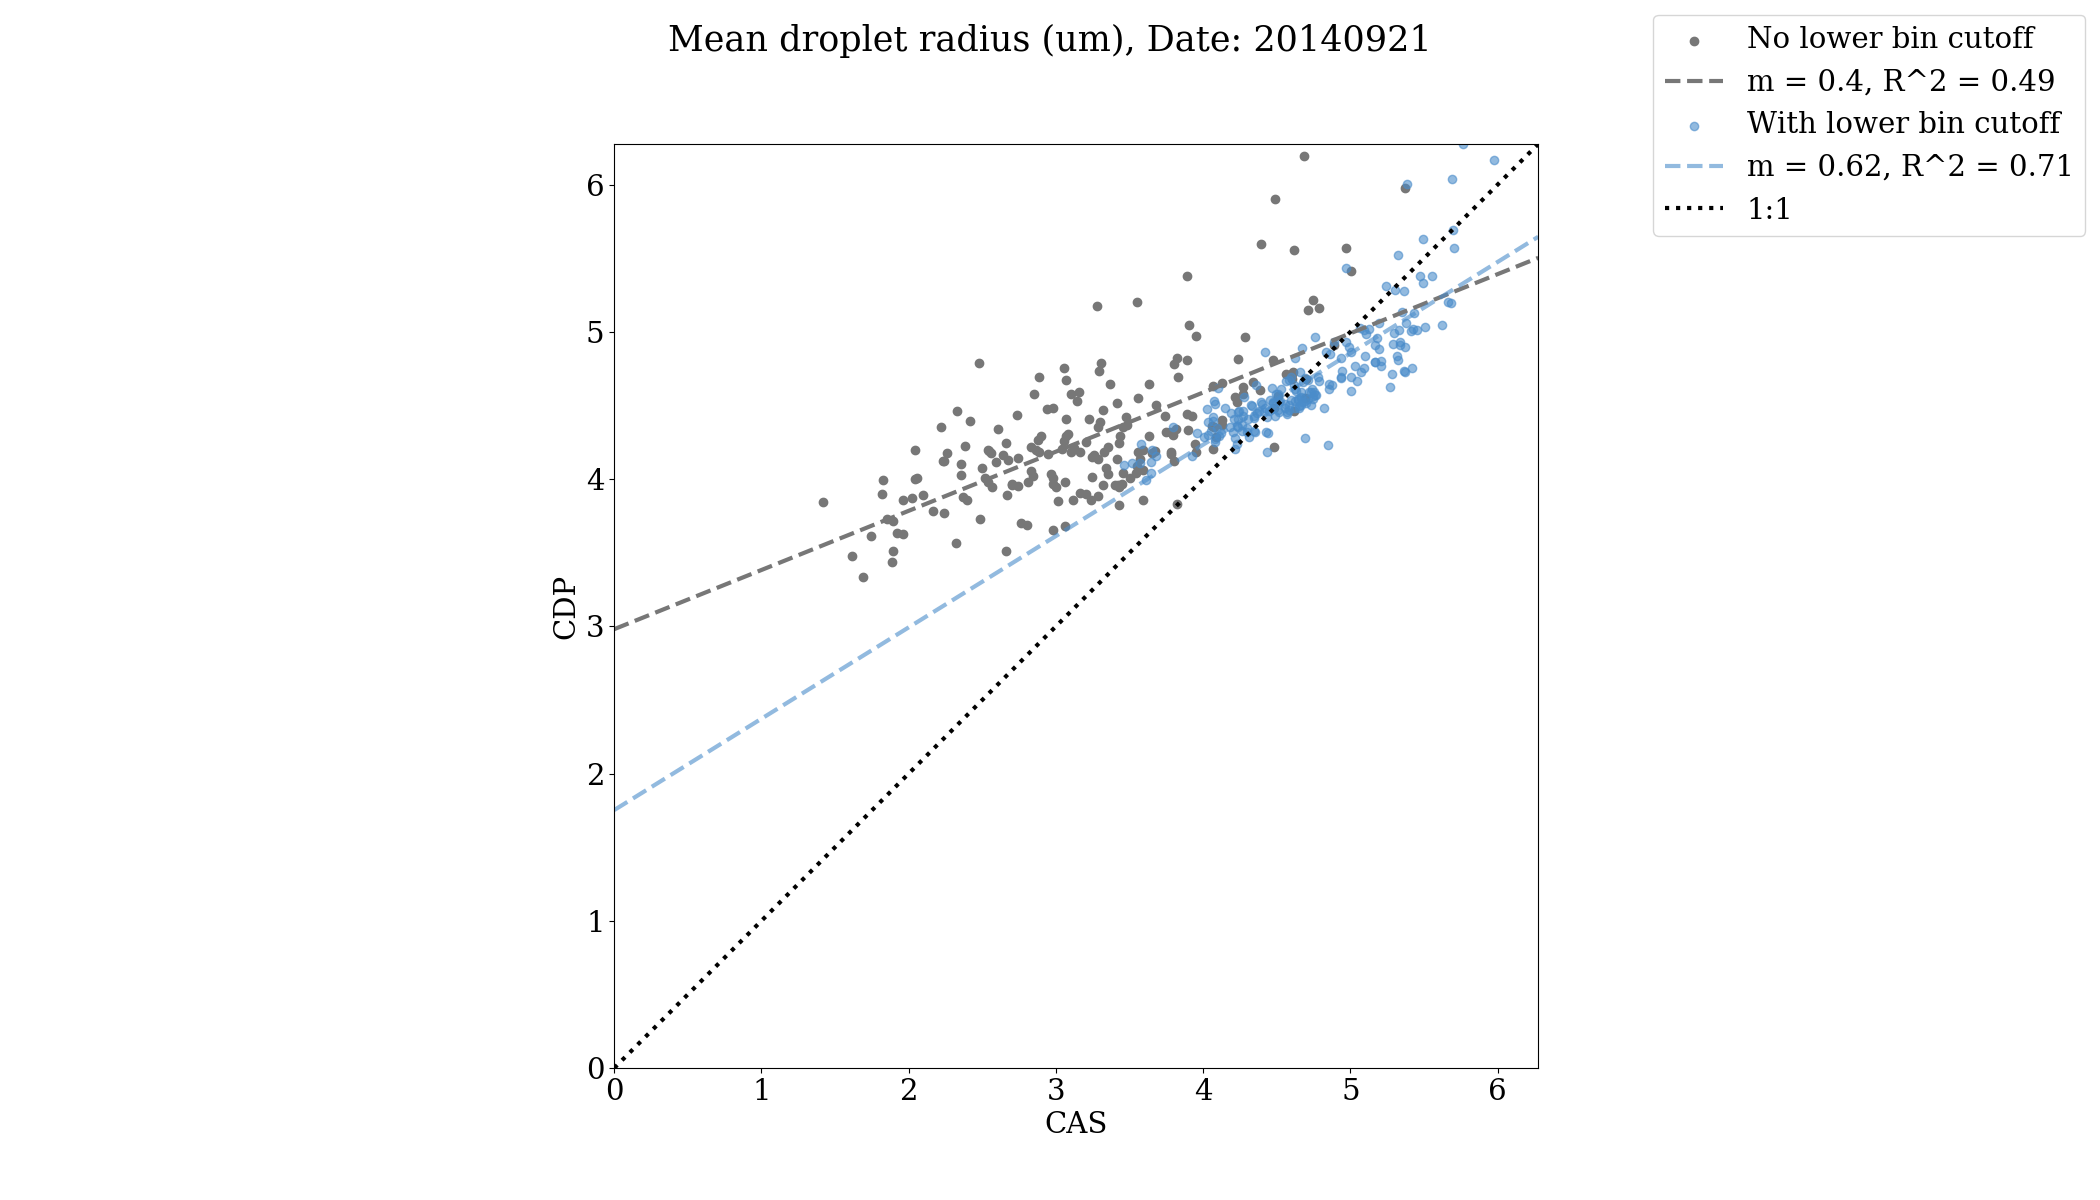 Mean droplet radius (um), Date: 20140921
No lower bin cutoff
m = 0.4, R^2 = 0.49
With lower bin cutoff
m = 0.62, R^2 = 0.71
1:1
6
5
4
3
2
1
0
CDP
0 1 2 3 4 5 6
CAS